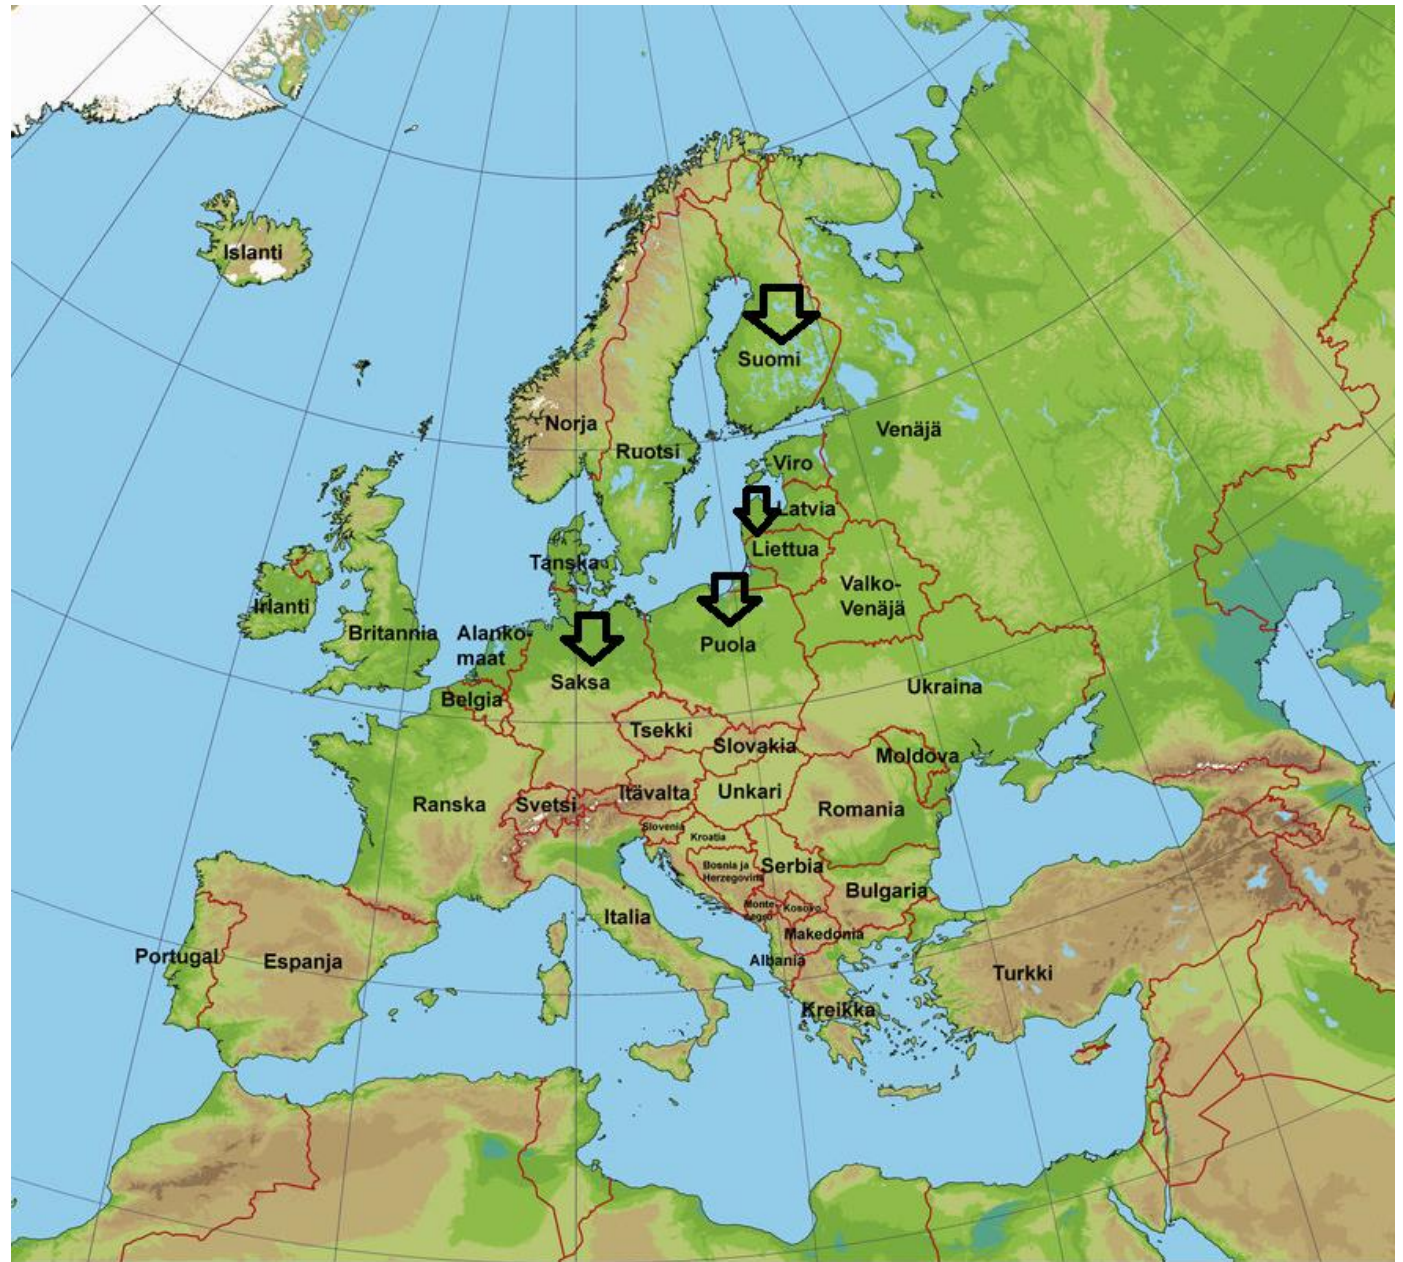 Islanti
Suomi
Norja
Ruotsi
Venäjä
Viro
Latvia
Liettua
Tanska
Valko-
Venäjä
Irlanti
Britannia
Alanko-
maat
Puola
Saksa
Belgia
Ukraina
Tsekki
Slovakia
Moldova
Ranska
Svetsi
Itävalta
Unkari
Romania
Slovenia
Kroatia
Bosnia ja
Herzegovina
Serbia
Bulgaria
Monte-
negro
Kosovo
Italia
Makedonia
Portugal
Espanja
Albania
Turkki
Kreikka